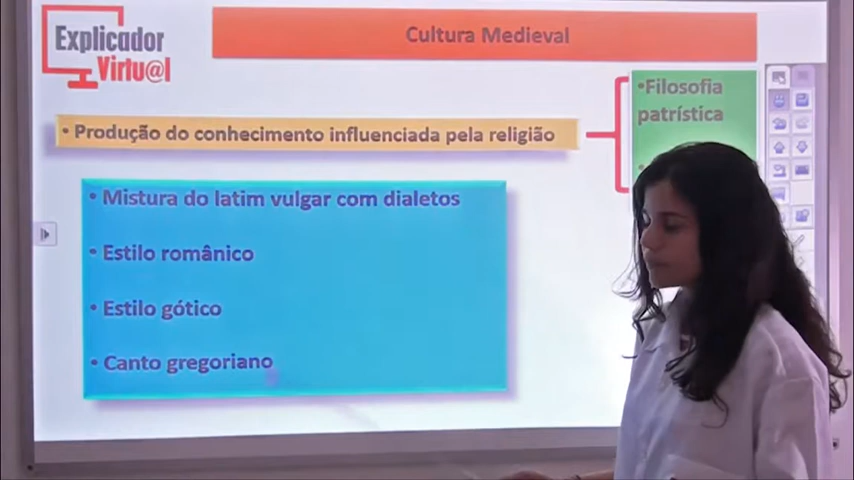 Explicador
Virtu@l
Cultura Medieval
•Filosofia
patrística
• Produção do conhecimento influenciada pela religião
• Mistura do latim vulgar com dialetos
• Estilo românico
• Estilo gótico
• Canto gregoriano